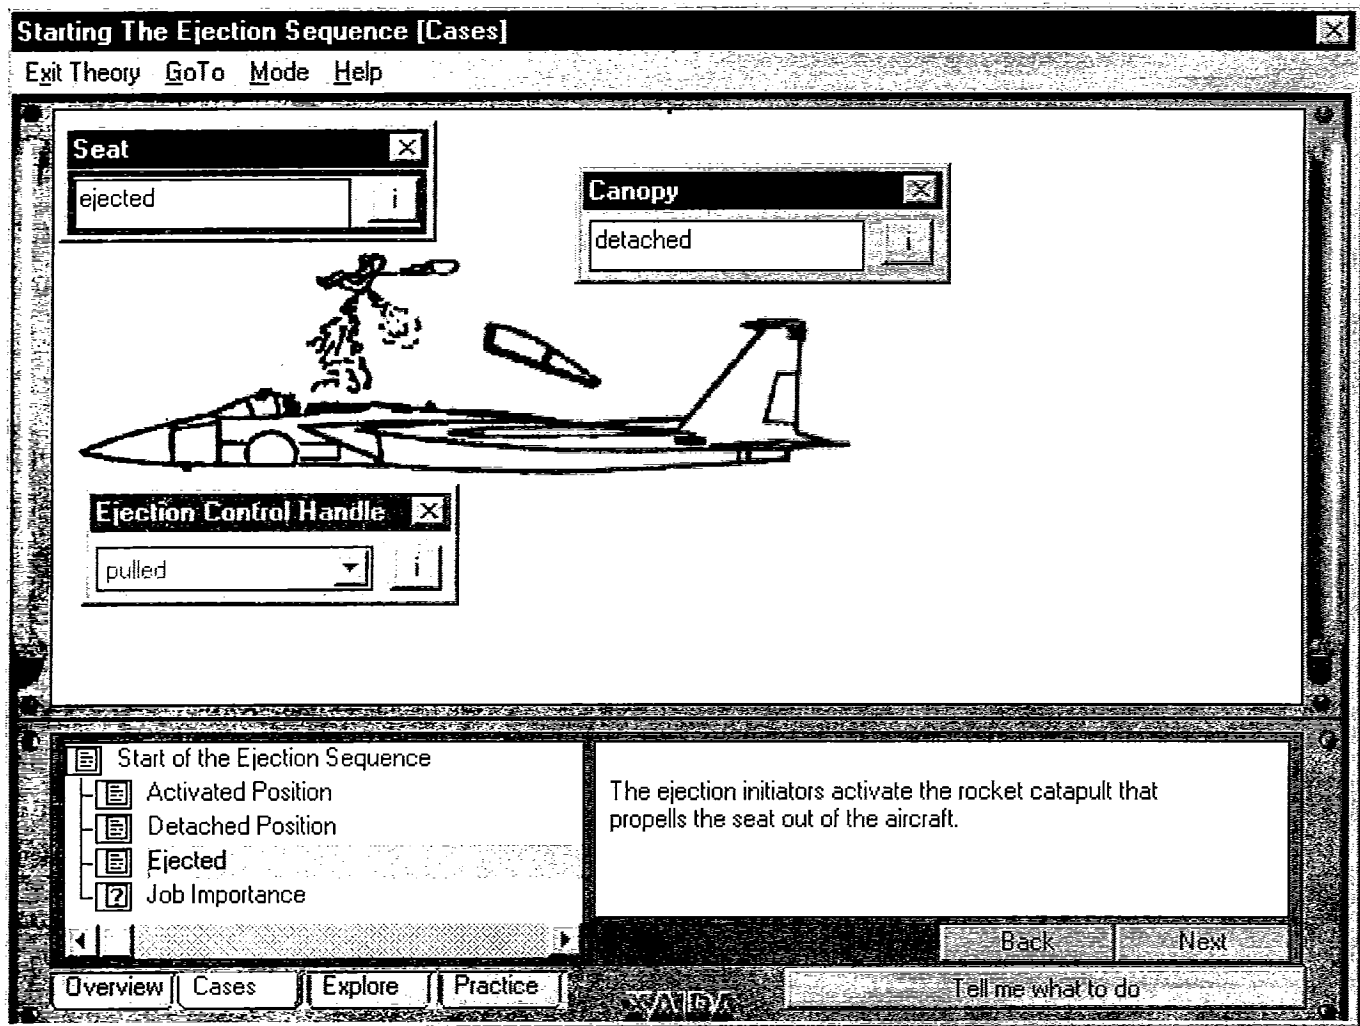 Starting The Ejection Sequence [Cases]
Exit Theory GoTo Mode Help
Seat
ejected
i
Canopy
detached
i
Ejection Control Handle
pulled
i
Start of the Ejection Sequence
Activated Position
Detached Position
Ejected
Job Importance
The ejection initiators activate the rocket catapult that
propells the seat out of the aircraft.
Back Next
Overview Cases Explore Practice
Tell me what to do
XAIDA